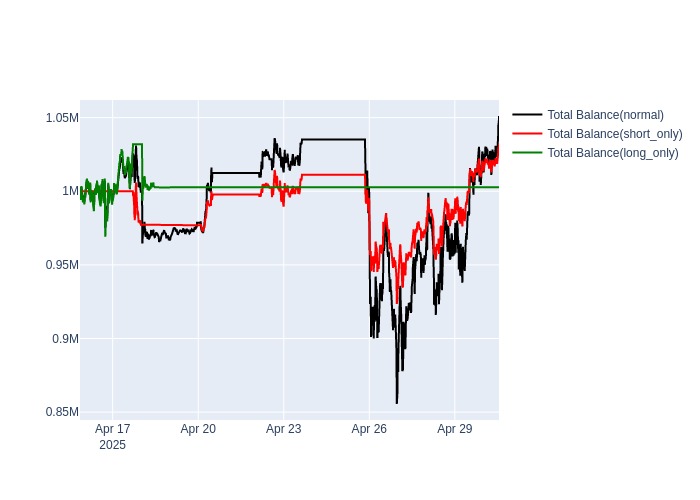 1.05M
1M
0.95M
0.9M
0.85M
Apr 17
2025
Apr 20
Apr 23
Apr 26
Apr 29
Total Balance(normal)
Total Balance(short_only)
Total Balance(long_only)